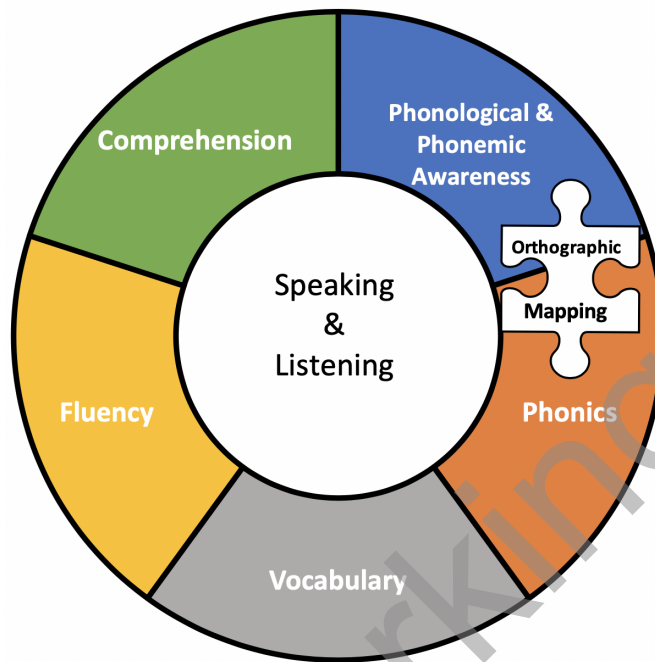 Comprehension
Phonological &
Phonemic
Awareness
Orthographic
Mapping
Speaking
&
Listening
Fluency
Phonics
Vocabulary